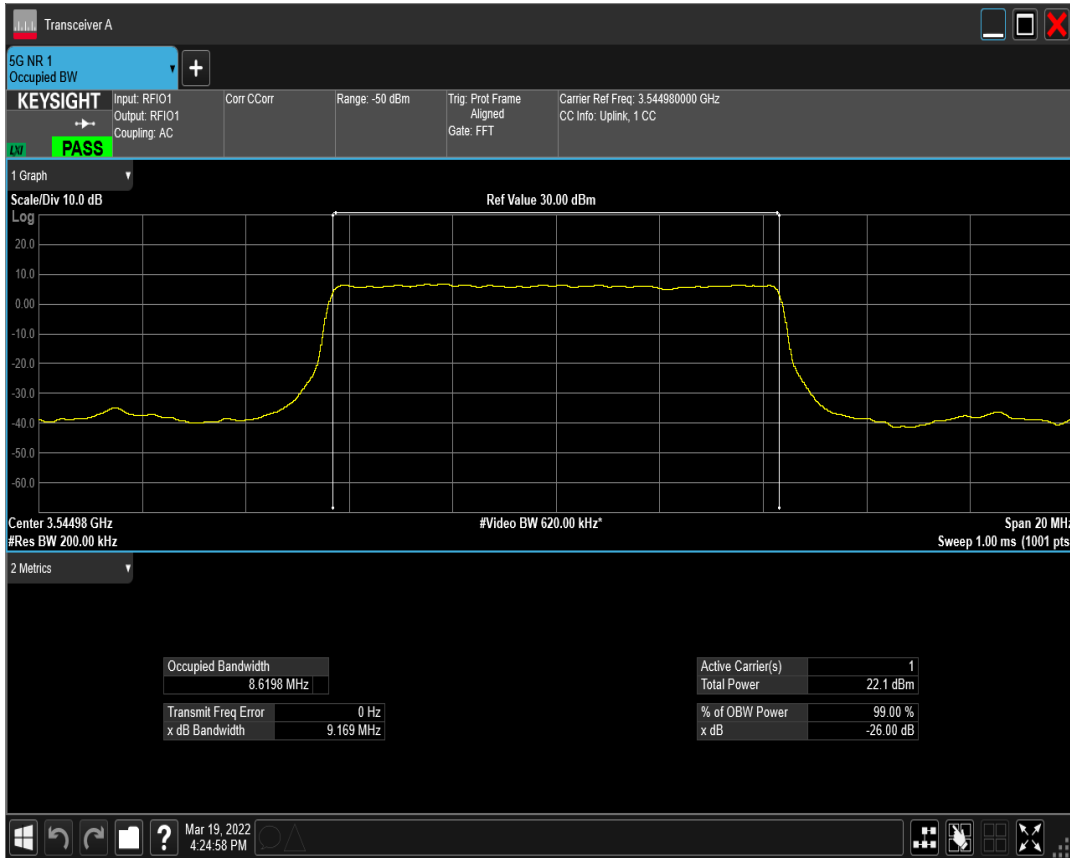 Transceiver A
5G NR 1
Occupied BW
+
KEYSIGHT
Input: RFIO1
Output: RFIO1
Coupling: AC
Corr CCorr
Range: -50 dBm
Trig: Prot Frame
Aligned
Gate: FFT
Carrier Ref Freq: 3.544980000 GHz
CC Info: Uplink, 1 CC
LXI
PASS
1 Graph
Scale/Div 10.0 dB
Ref Value 30.00 dBm
Log
20.0
10.0
0.00
-10.0
-20.0
-30.0
-40.0
-50.0
-60.0
Center 3.54498 GHz
#Video BW 620.00 kHz*
Span 20 MHz
#Res BW 200.00 kHz
Sweep 1.00 ms (1001 pts
2 Metrics
Occupied Bandwidth
8.6198 MHz
Transmit Freq Error 0 Hz
x dB Bandwidth 9.169 MHz
Active Carrier(s) 1
Total Power 22.1 dBm
% of OBW Power 99.00 %
x dB -26.00 dB
?
Mar 19, 2022
4:24:58 PM